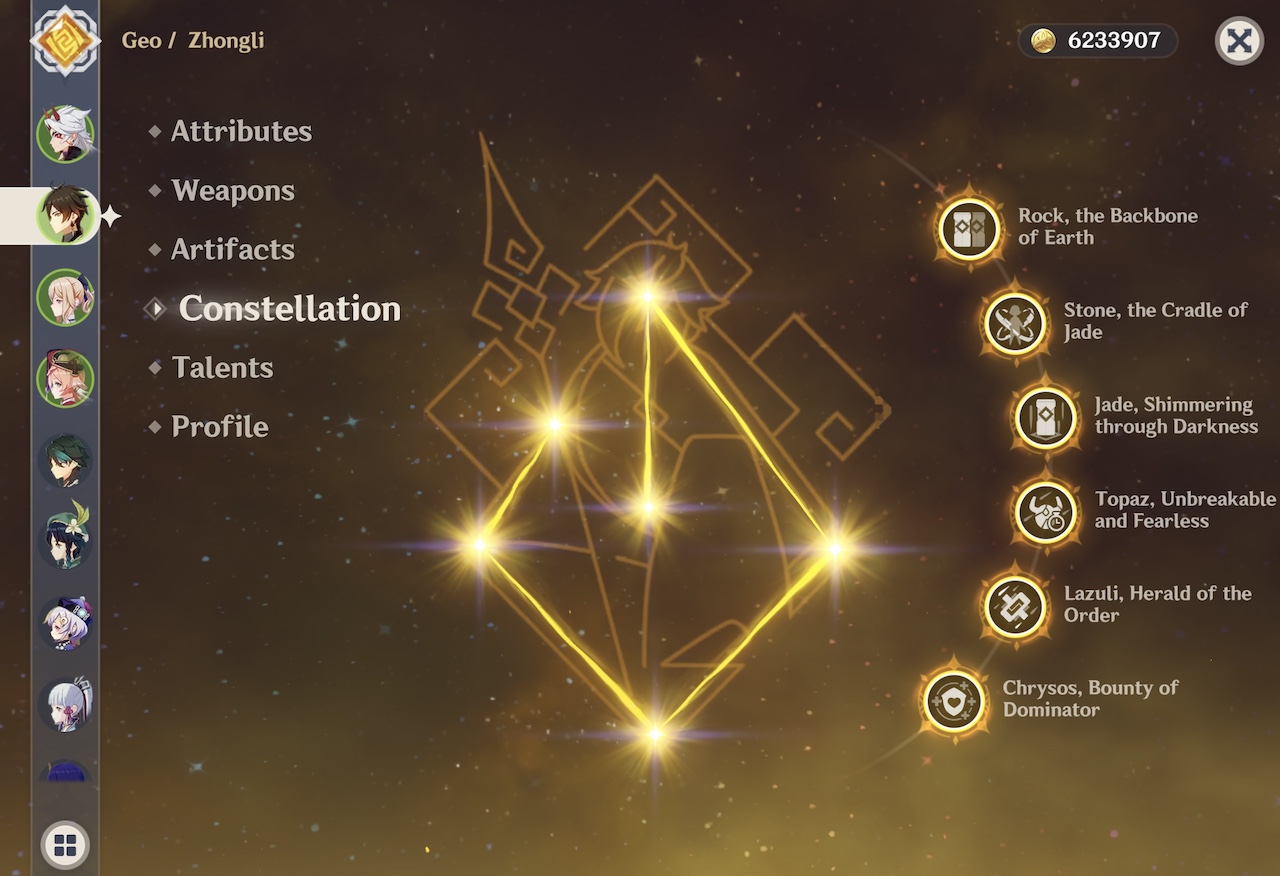 Geo / Zhongli
6233907
Attributes
Weapons
Artifacts
Constellation
Talents
Profile
Rock, the Backbone
of Earth
Stone, the Cradle of
Jade
Jade, Shimmering
through Darkness
Topaz, Unbreakable
and Fearless
Lazuli, Herald of the
Order
Chrysos, Bounty of
Dominator